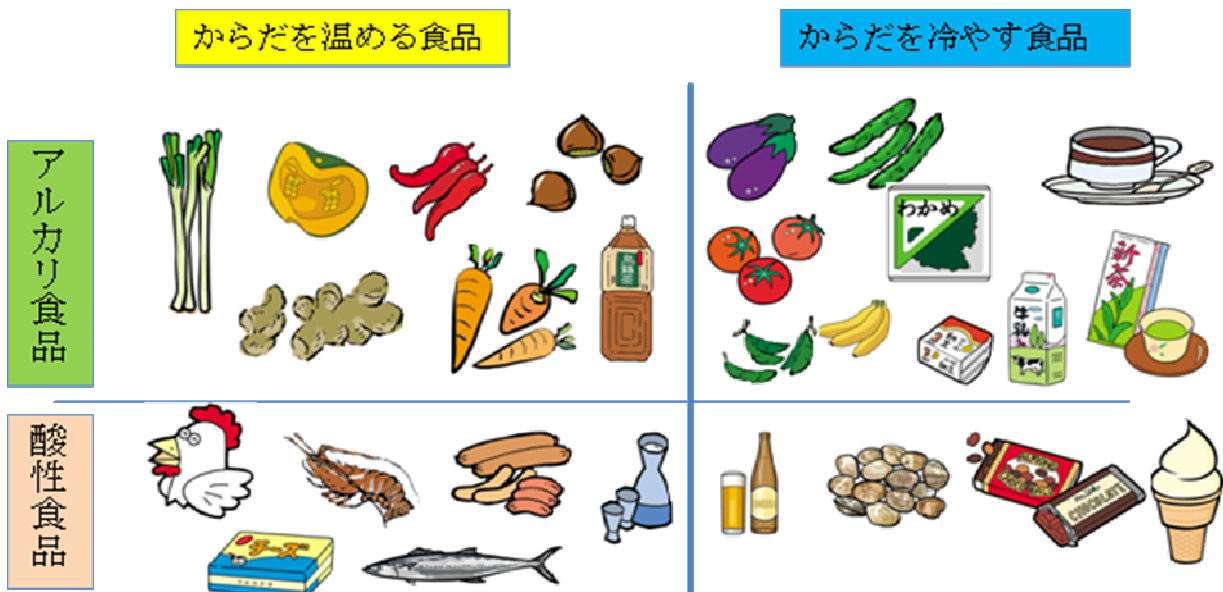 からだを温める食品
からだを冷やす食品
アルカリ食品
わかめ
新茶
牛乳
酸性食品
チーズ
CHOCOLATE